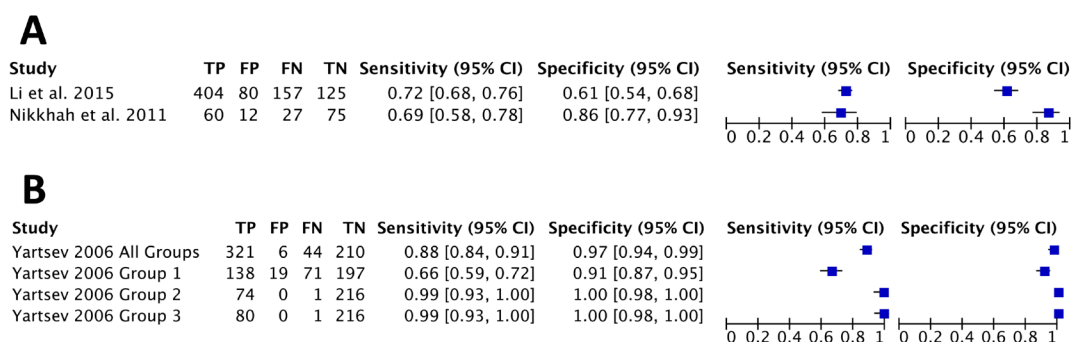 A
Study TP FP FN TN Sensitivity (95% CI) Specificity (95% CI) Sensitivity (95% CI) Specificity (95% CI)
Li et al. 2015 404 80 157 125 0.72 [0.68, 0.76] 0.61 [0.54, 0.68]
Nikkhah et al. 2011 60 12 27 75 0.69 [0.58, 0.78] 0.86 [0.77, 0.93]
0 0.2 0.4 0.6 0.8 1 0 0.2 0.4 0.6 0.8 1
B
Study TP FP FN TN Sensitivity (95% CI) Specificity (95% CI) Sensitivity (95% CI) Specificity (95% CI)
Yartsev 2006 All Groups 321 6 44 210 0.88 [0.84, 0.91] 0.97 [0.94, 0.99]
Yartsev 2006 Group 1 138 19 71 197 0.66 [0.59, 0.72] 0.91 [0.87, 0.95]
Yartsev 2006 Group 2 74 0 1 216 0.99 [0.93, 1.00] 1.00 [0.98, 1.00]
Yartsev 2006 Group 3 80 0 1 216 0.99 [0.93, 1.00] 1.00 [0.98, 1.00]
0 0.2 0.4 0.6 0.8 1 0 0.2 0.4 0.6 0.8 1